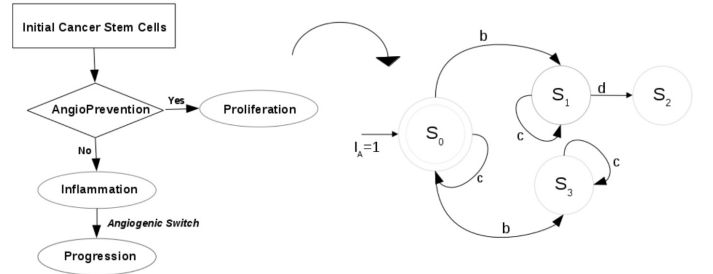 Initial Cancer Stem Cells
AngioPrevention
Yes
Proliferation
No
Inflammation
Angiogenic Switch
Progression
b
S1
d
S2
c
S0
IA=1
c
c
S3
b